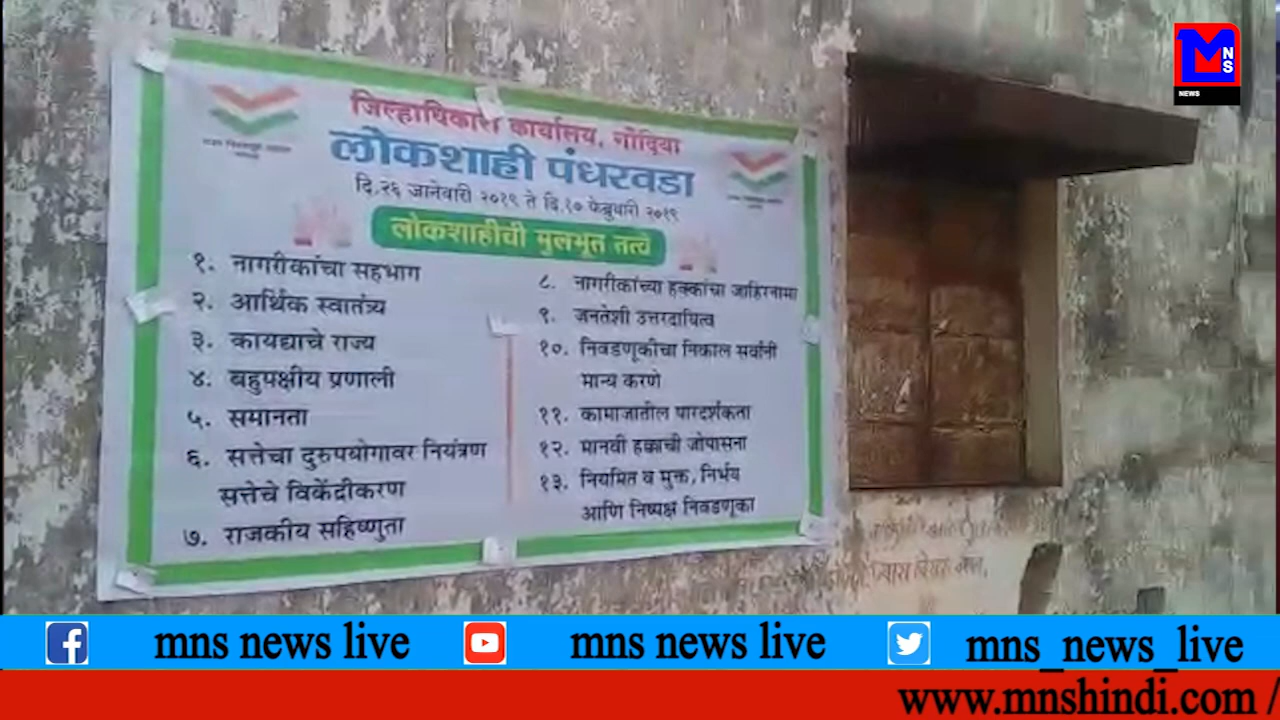 M
NS
NEWS
जिल्हाधिकारी कार्यालय, गोंदिया
लोकशाही पंधरवडा
दि.२६ जानेवारी २०१९ ते दि.१० फेब्रुवारी २०१९
लोकशाहीची मुलभूत तत्वे
१. नागरीकांचा सहभाग
२. आर्थिक स्वातंत्र्य
३. कायद्याचे राज्य
४. बहुपक्षीय प्रणाली
५. समानता
६. सत्तेचा दुरुपयोगावर नियंत्रण
सत्तेचे विकेंद्रीकरण
७. राजकीय सहिष्णुता
८. नागरीकांच्या हक्कांचा जाहिरनामा
९. जनतेशी उत्तरदायित्व
१०. निवडणूकीचा निकाल सर्वांनी
मान्य करणे
११. कामाजातील पारदर्शकता
१२. मानवी हक्काची जोपासना
१३. नियमित व मुक्त, निर्भय
आणि निष्पक्ष निवडणूका
mns news live
mns news live
mns_news_live
www.mnshindi.com /